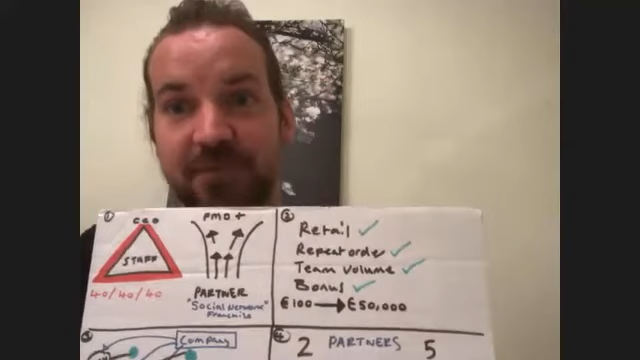 ①
CEO
STAFF
40/40/40
PMD +
PARTNER
"Social Network"
Franchise
②
Retail ✓
Repeat order ✓
Team volume ✓
Bonus ✓
€100 → €50,000
③
Company
④
2 PARTNERS 5